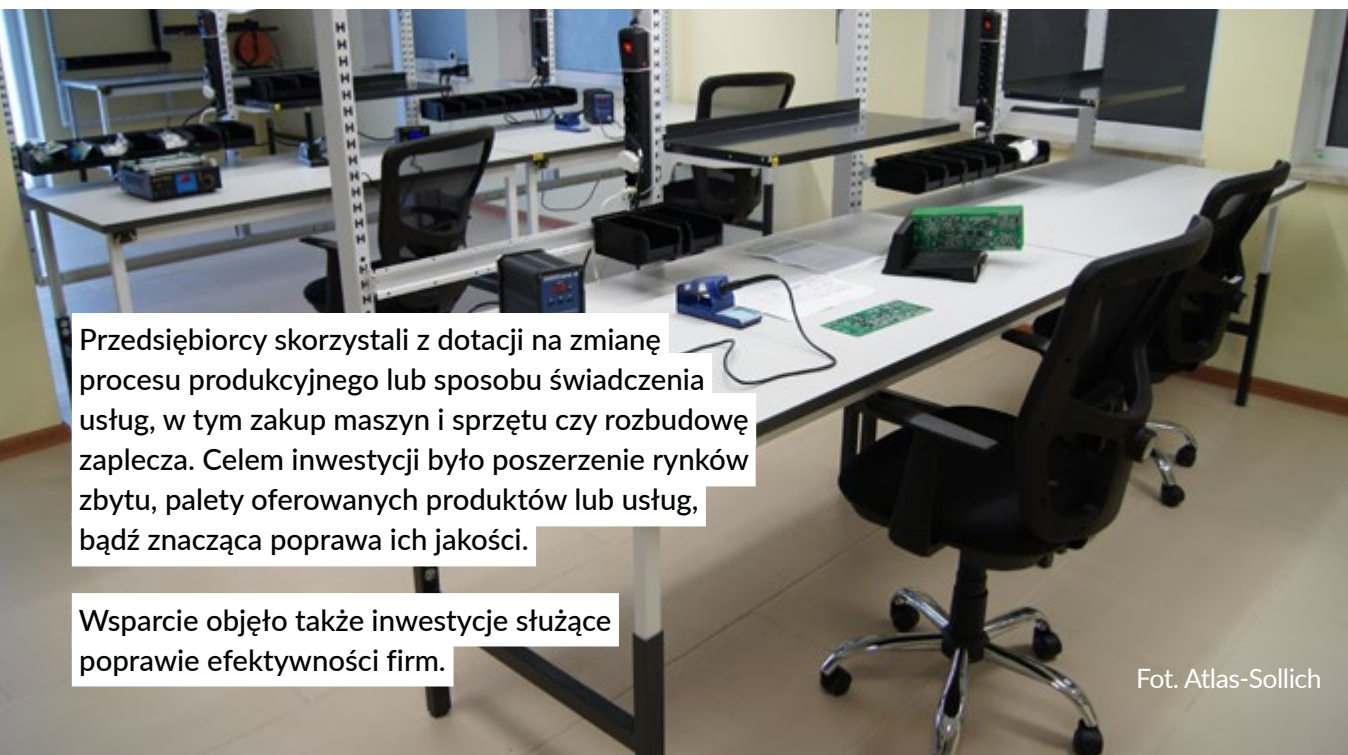 Przedsiębiorcy skorzystali z dotacji na zmianę
procesu produkcyjnego lub sposobu świadczenia
usług, w tym zakup maszyn i sprzętu czy rozbudowę
zaplecza. Celem inwestycji było poszerzenie rynków
zbytu, palety oferowanych produktów lub usług,
bądź znacząca poprawa ich jakości.
Wsparcie objęło także inwestycje służące
poprawie efektywności firm.
Fot. Atlas-Sollich